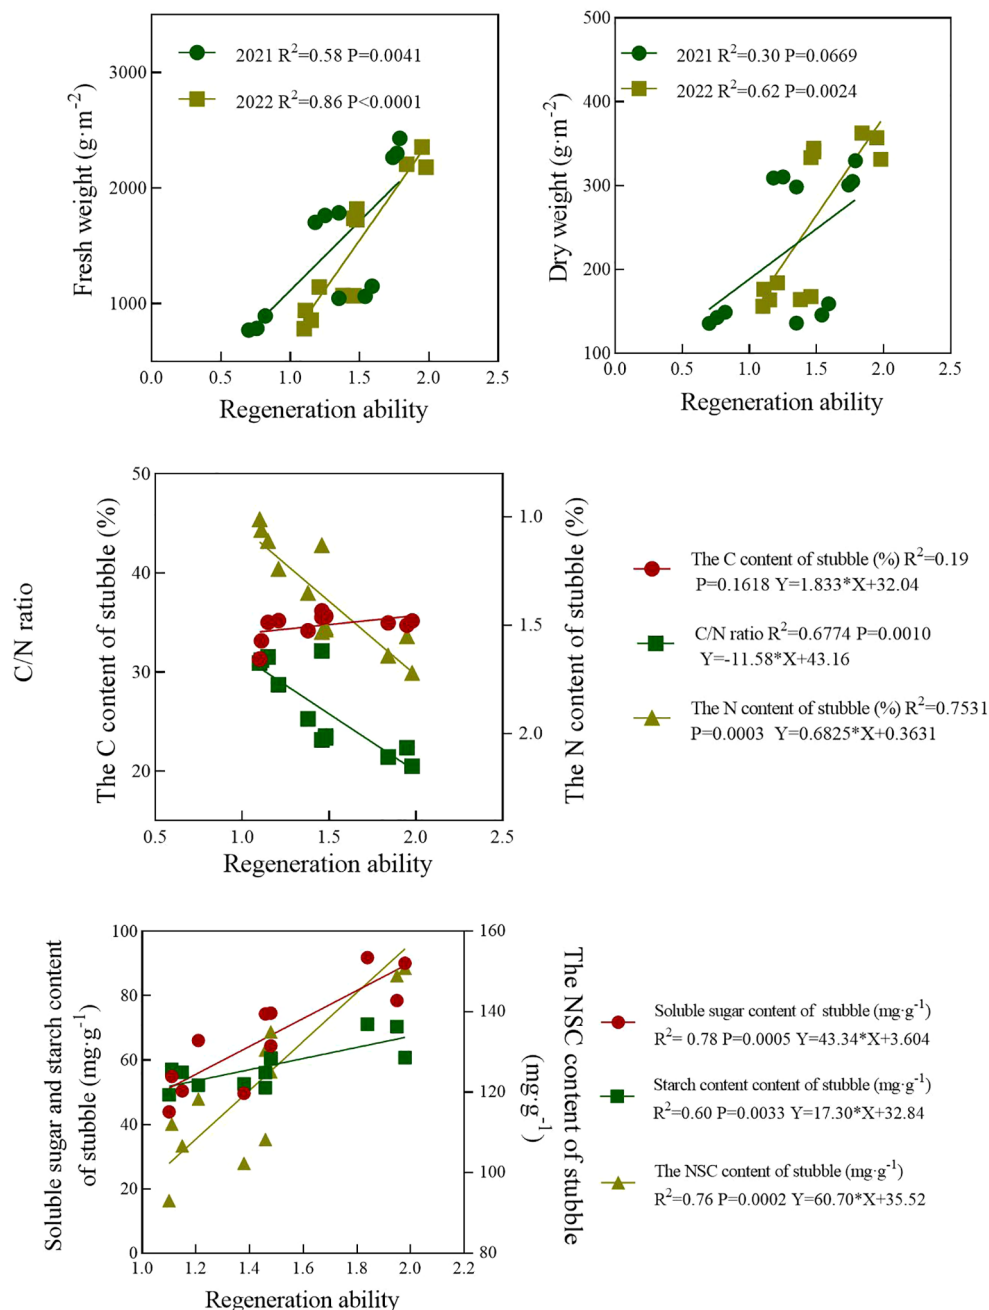 2021 R²=0.58 P=0.0041
2022 R²=0.86 P<0.0001
Fresh weight (g·m⁻²)
3000
2000
1000
0.0 0.5 1.0 1.5 2.0 2.5
Regeneration ability
2021 R²=0.30 P=0.0669
2022 R²=0.62 P=0.0024
Dry weight (g·m⁻²)
500
400
300
200
100
0.0 0.5 1.0 1.5 2.0 2.5
Regeneration ability
C/N ratio
The C content of stubble (%)
50
40
30
20
0.5 1.0 1.5 2.0 2.5
Regeneration ability
1.0
1.5
2.0
The N content of stubble (%)
The C content of stubble (%) R²=0.19
P=0.1618 Y=1.833*X+32.04
C/N ratio R²=0.6774 P=0.0010
Y=-11.58*X+43.16
The N content of stubble (%) R²=0.7531
P=0.0003 Y=0.6825*X+0.3631
Soluble sugar and starch content
of stubble (mg·g⁻¹)
100
80
60
40
20
0
1.0 1.2 1.4 1.6 1.8 2.0 2.2
Regeneration ability
160
140
120
100
80
The NSC content of stubble
(mg·g⁻¹)
Soluble sugar content of stubble (mg·g⁻¹)
R²= 0.78 P=0.0005 Y=43.34*X+3.604
Starch content content of stubble (mg·g⁻¹)
R²=0.60 P=0.0033 Y=17.30*X+32.84
The NSC content of stubble (mg·g⁻¹)
R²=0.76 P=0.0002 Y=60.70*X+35.52